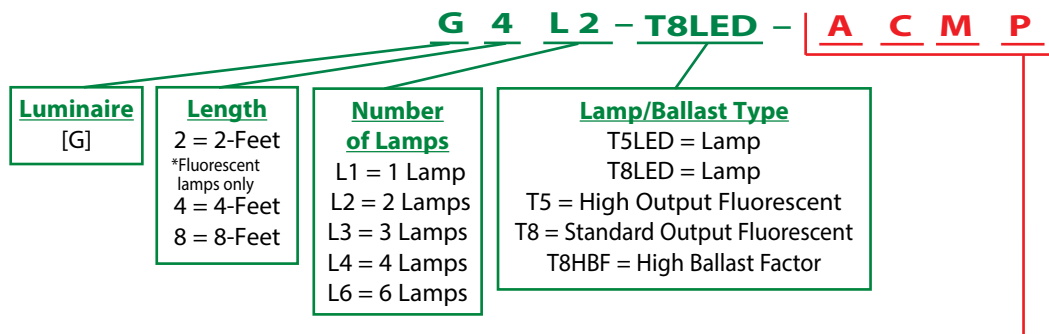 G 4 L 2 – T8LED – A C M P
Luminaire
[G]
Length
2 = 2-Feet
*Fluorescent
lamps only
4 = 4-Feet
8 = 8-Feet
Number
of Lamps
L1 = 1 Lamp
L2 = 2 Lamps
L3 = 3 Lamps
L4 = 4 Lamps
L6 = 6 Lamps
Lamp/Ballast Type
T5LED = Lamp
T8LED = Lamp
T5 = High Output Fluorescent
T8 = Standard Output Fluorescent
T8HBF = High Ballast Factor